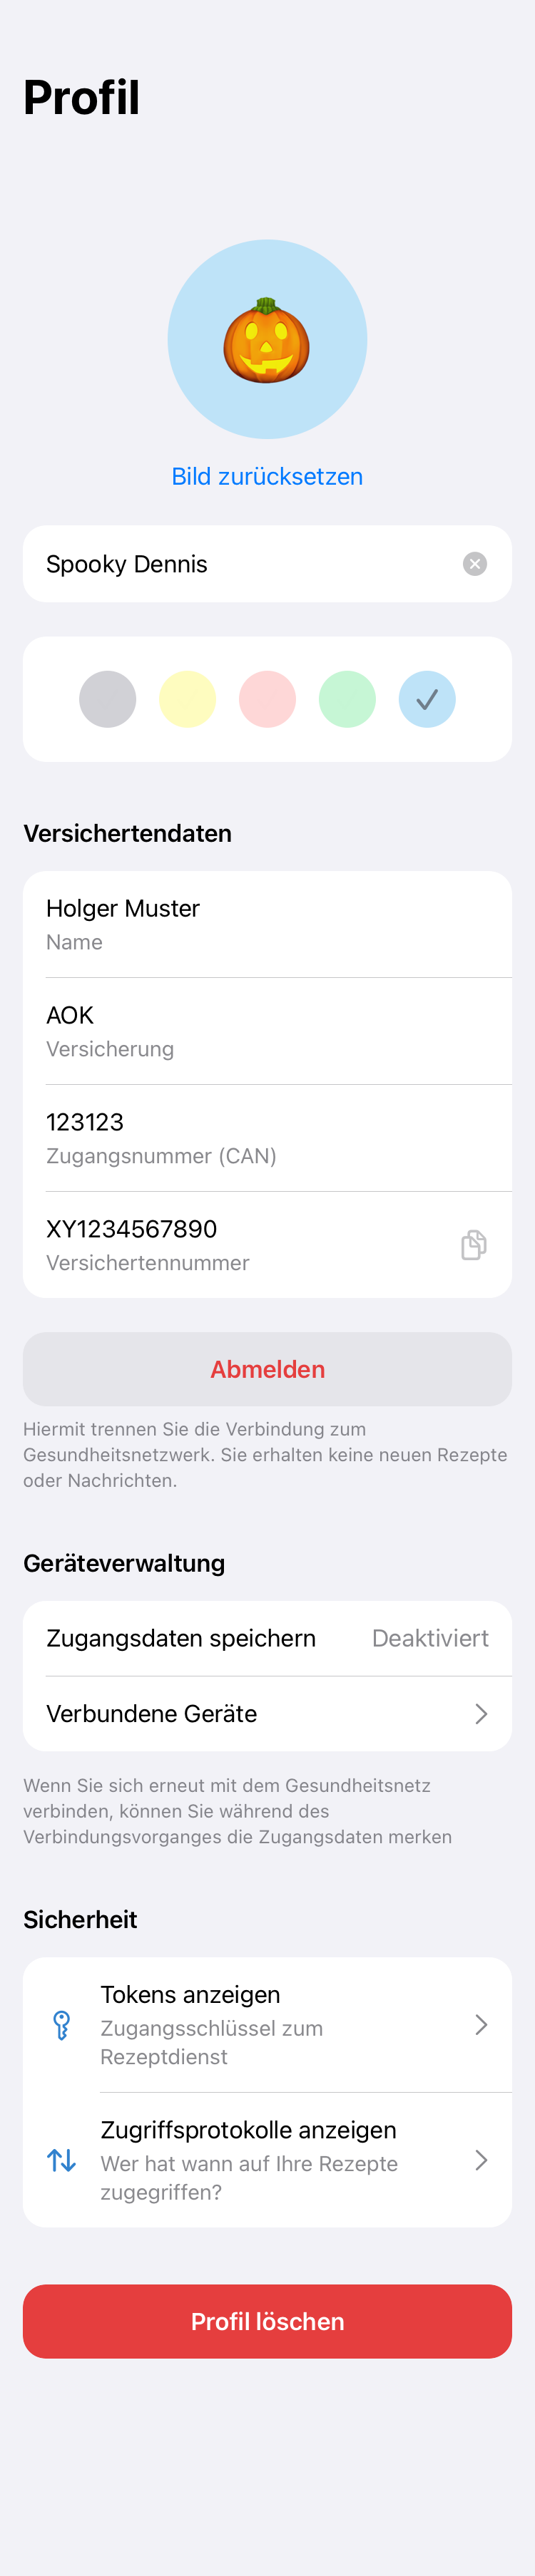 Profil
Bild zurücksetzen
Spooky Dennis
Versichertendaten
Holger Muster
Name
AOK
Versicherung
123123
Zugangsnummer (CAN)
XY1234567890
Versichertennummer
Abmelden
Hiermit trennen Sie die Verbindung zum
Gesundheitsnetzwerk. Sie erhalten keine neuen Rezepte
oder Nachrichten.
Geräteverwaltung
Zugangsdaten speichern Deaktiviert
Verbundene Geräte
Wenn Sie sich erneut mit dem Gesundheitsnetz
verbinden, können Sie während des
Verbindungsvorganges die Zugangsdaten merken
Sicherheit
Tokens anzeigen
Zugangsschlüssel zum
Rezeptdienst
Zugriffsprotokolle anzeigen
Wer hat wann auf Ihre Rezepte
zugegriffen?
Profil löschen